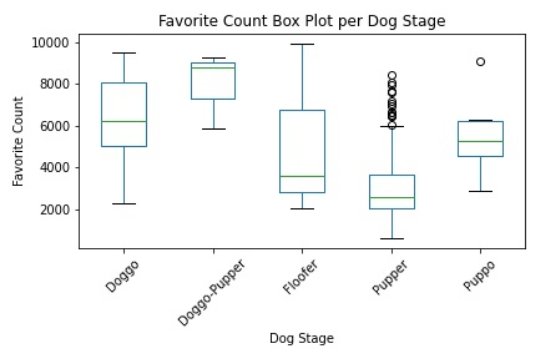 Favorite Count Box Plot per Dog Stage
Favorite Count
10000
8000
6000
4000
2000
Doggo
Doggo-Pupper
Floofer
Pupper
Puppo
Dog Stage